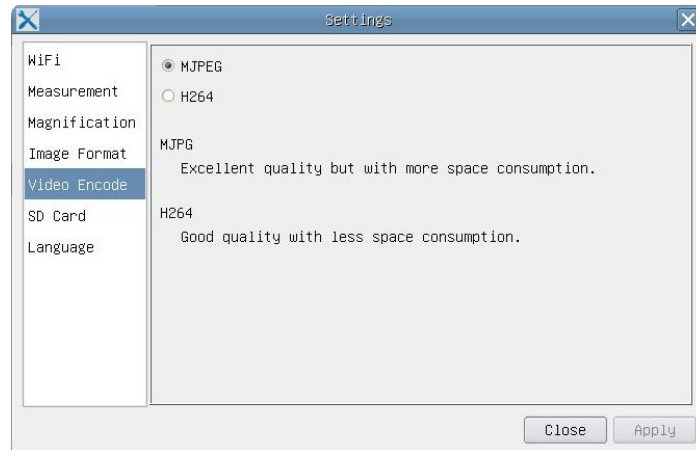 Settings
WiFi
Measurement
Magnification
Image Format
Video Encode
SD Card
Language
MJPEG
H264
MJPG
Excellent quality but with more space consumption.
H264
Good quality with less space consumption.
Close
Apply